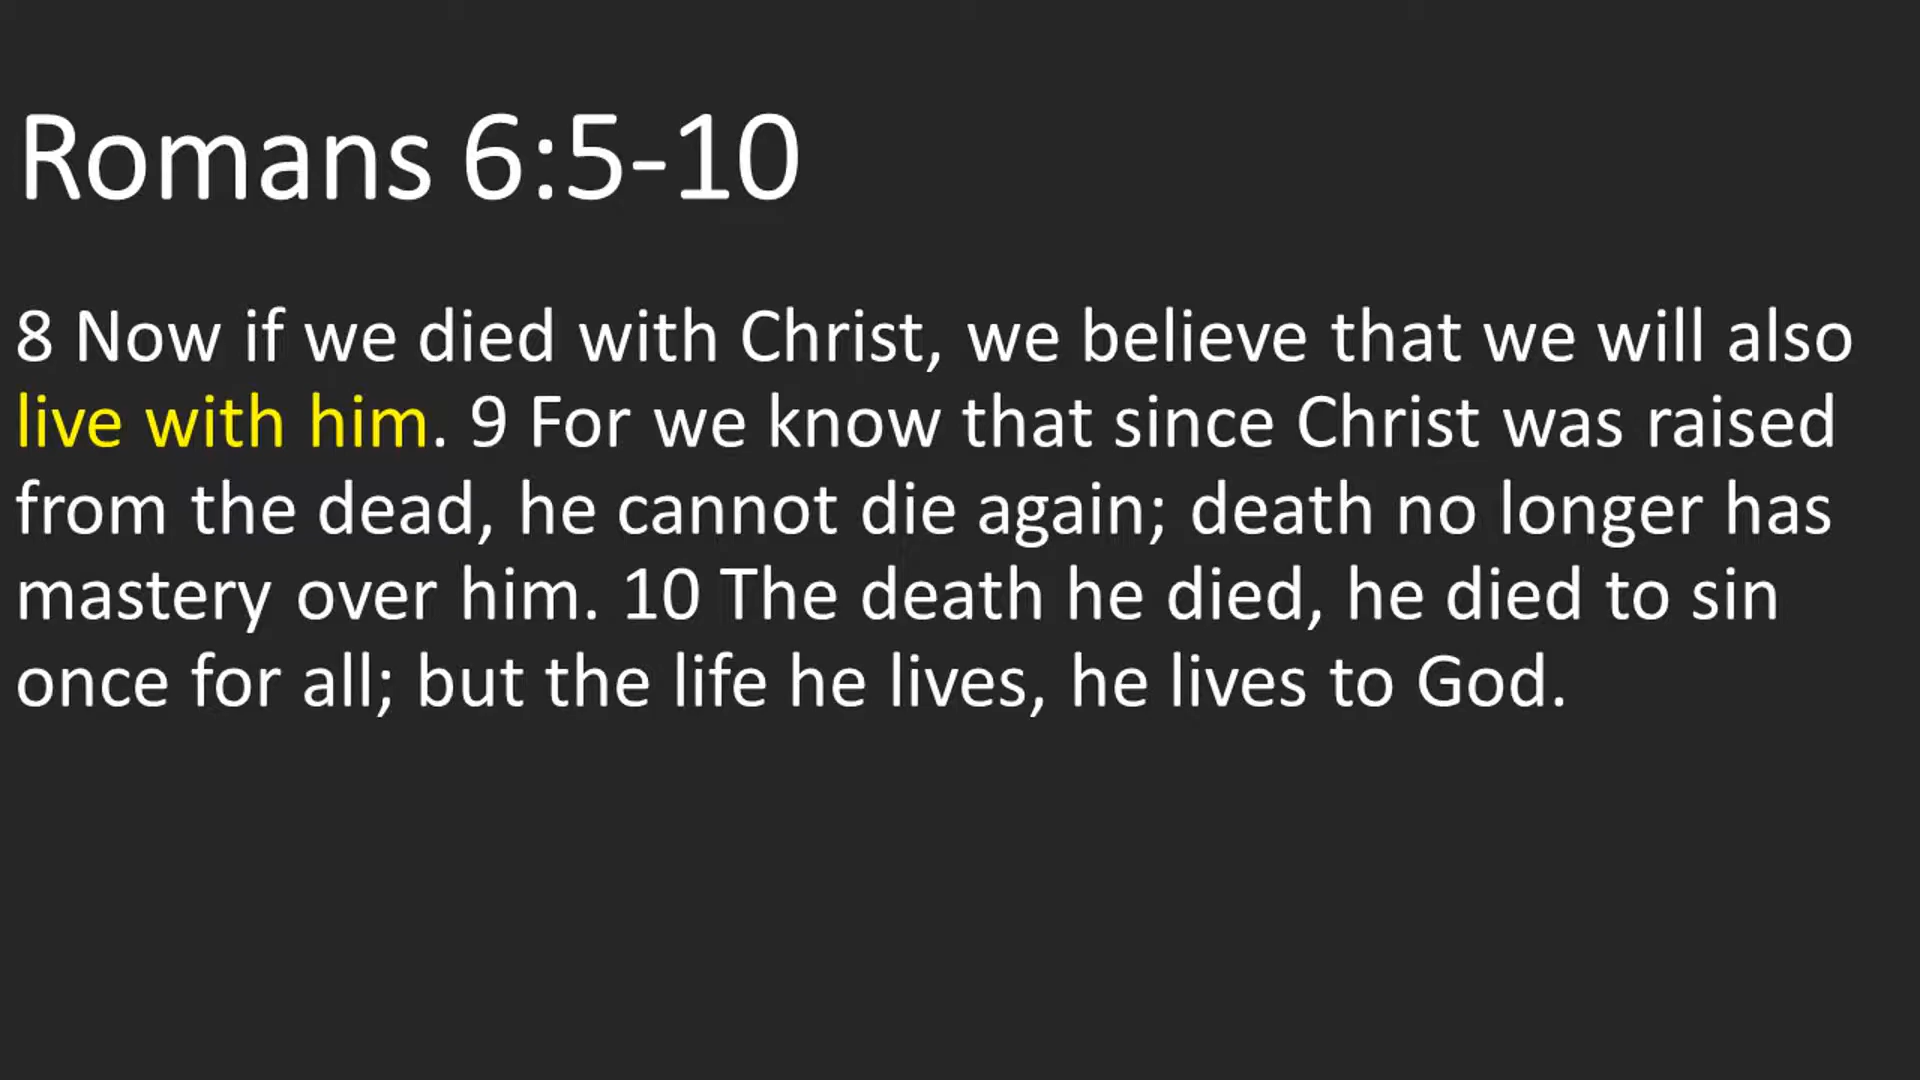 Romans 6:5-10
8 Now if we died with Christ, we believe that we will also
live with him. 9 For we know that since Christ was raised
from the dead, he cannot die again; death no longer has
mastery over him. 10 The death he died, he died to sin
once for all; but the life he lives, he lives to God.